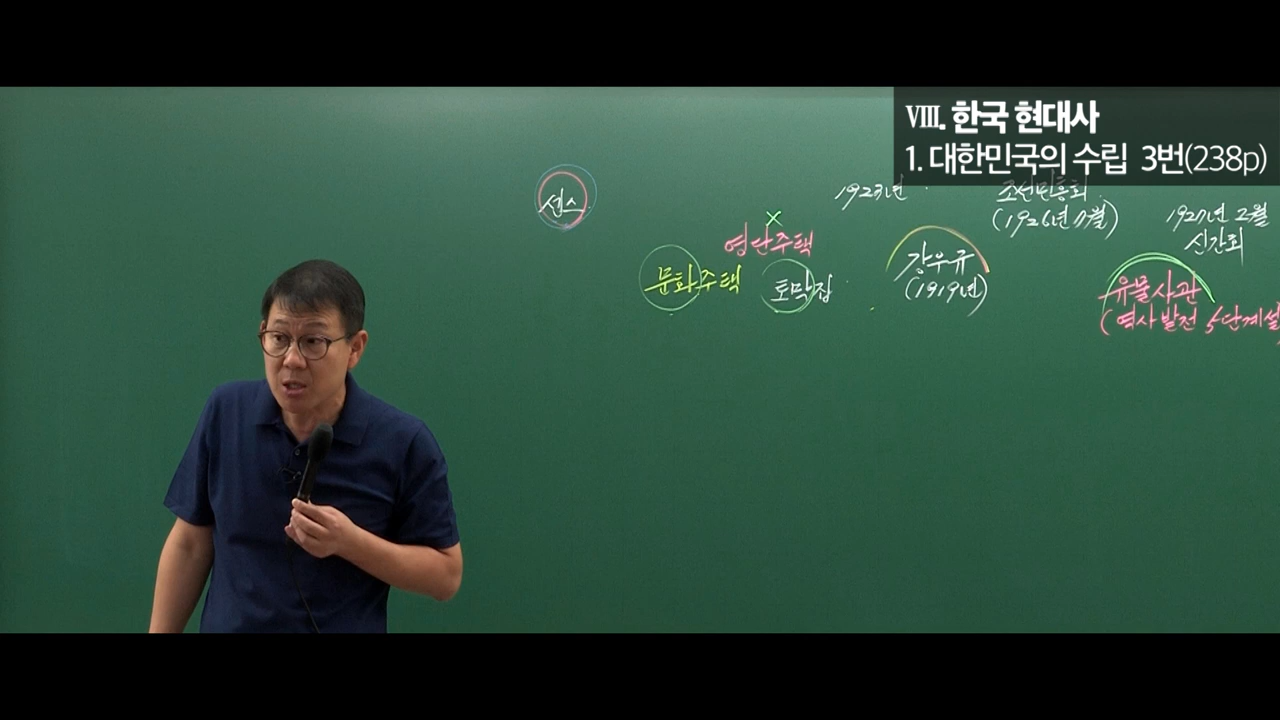 Ⅷ. 한국 현대사
1. 대한민국의 수립 3번(238p)
센스
1923년
조선민흥회
(1926년 7월)
1927년 2월
신간회
×
영단주택
문화주택
토막집
강우규
(1919년)
유물사관
(역사발전 5단계설)